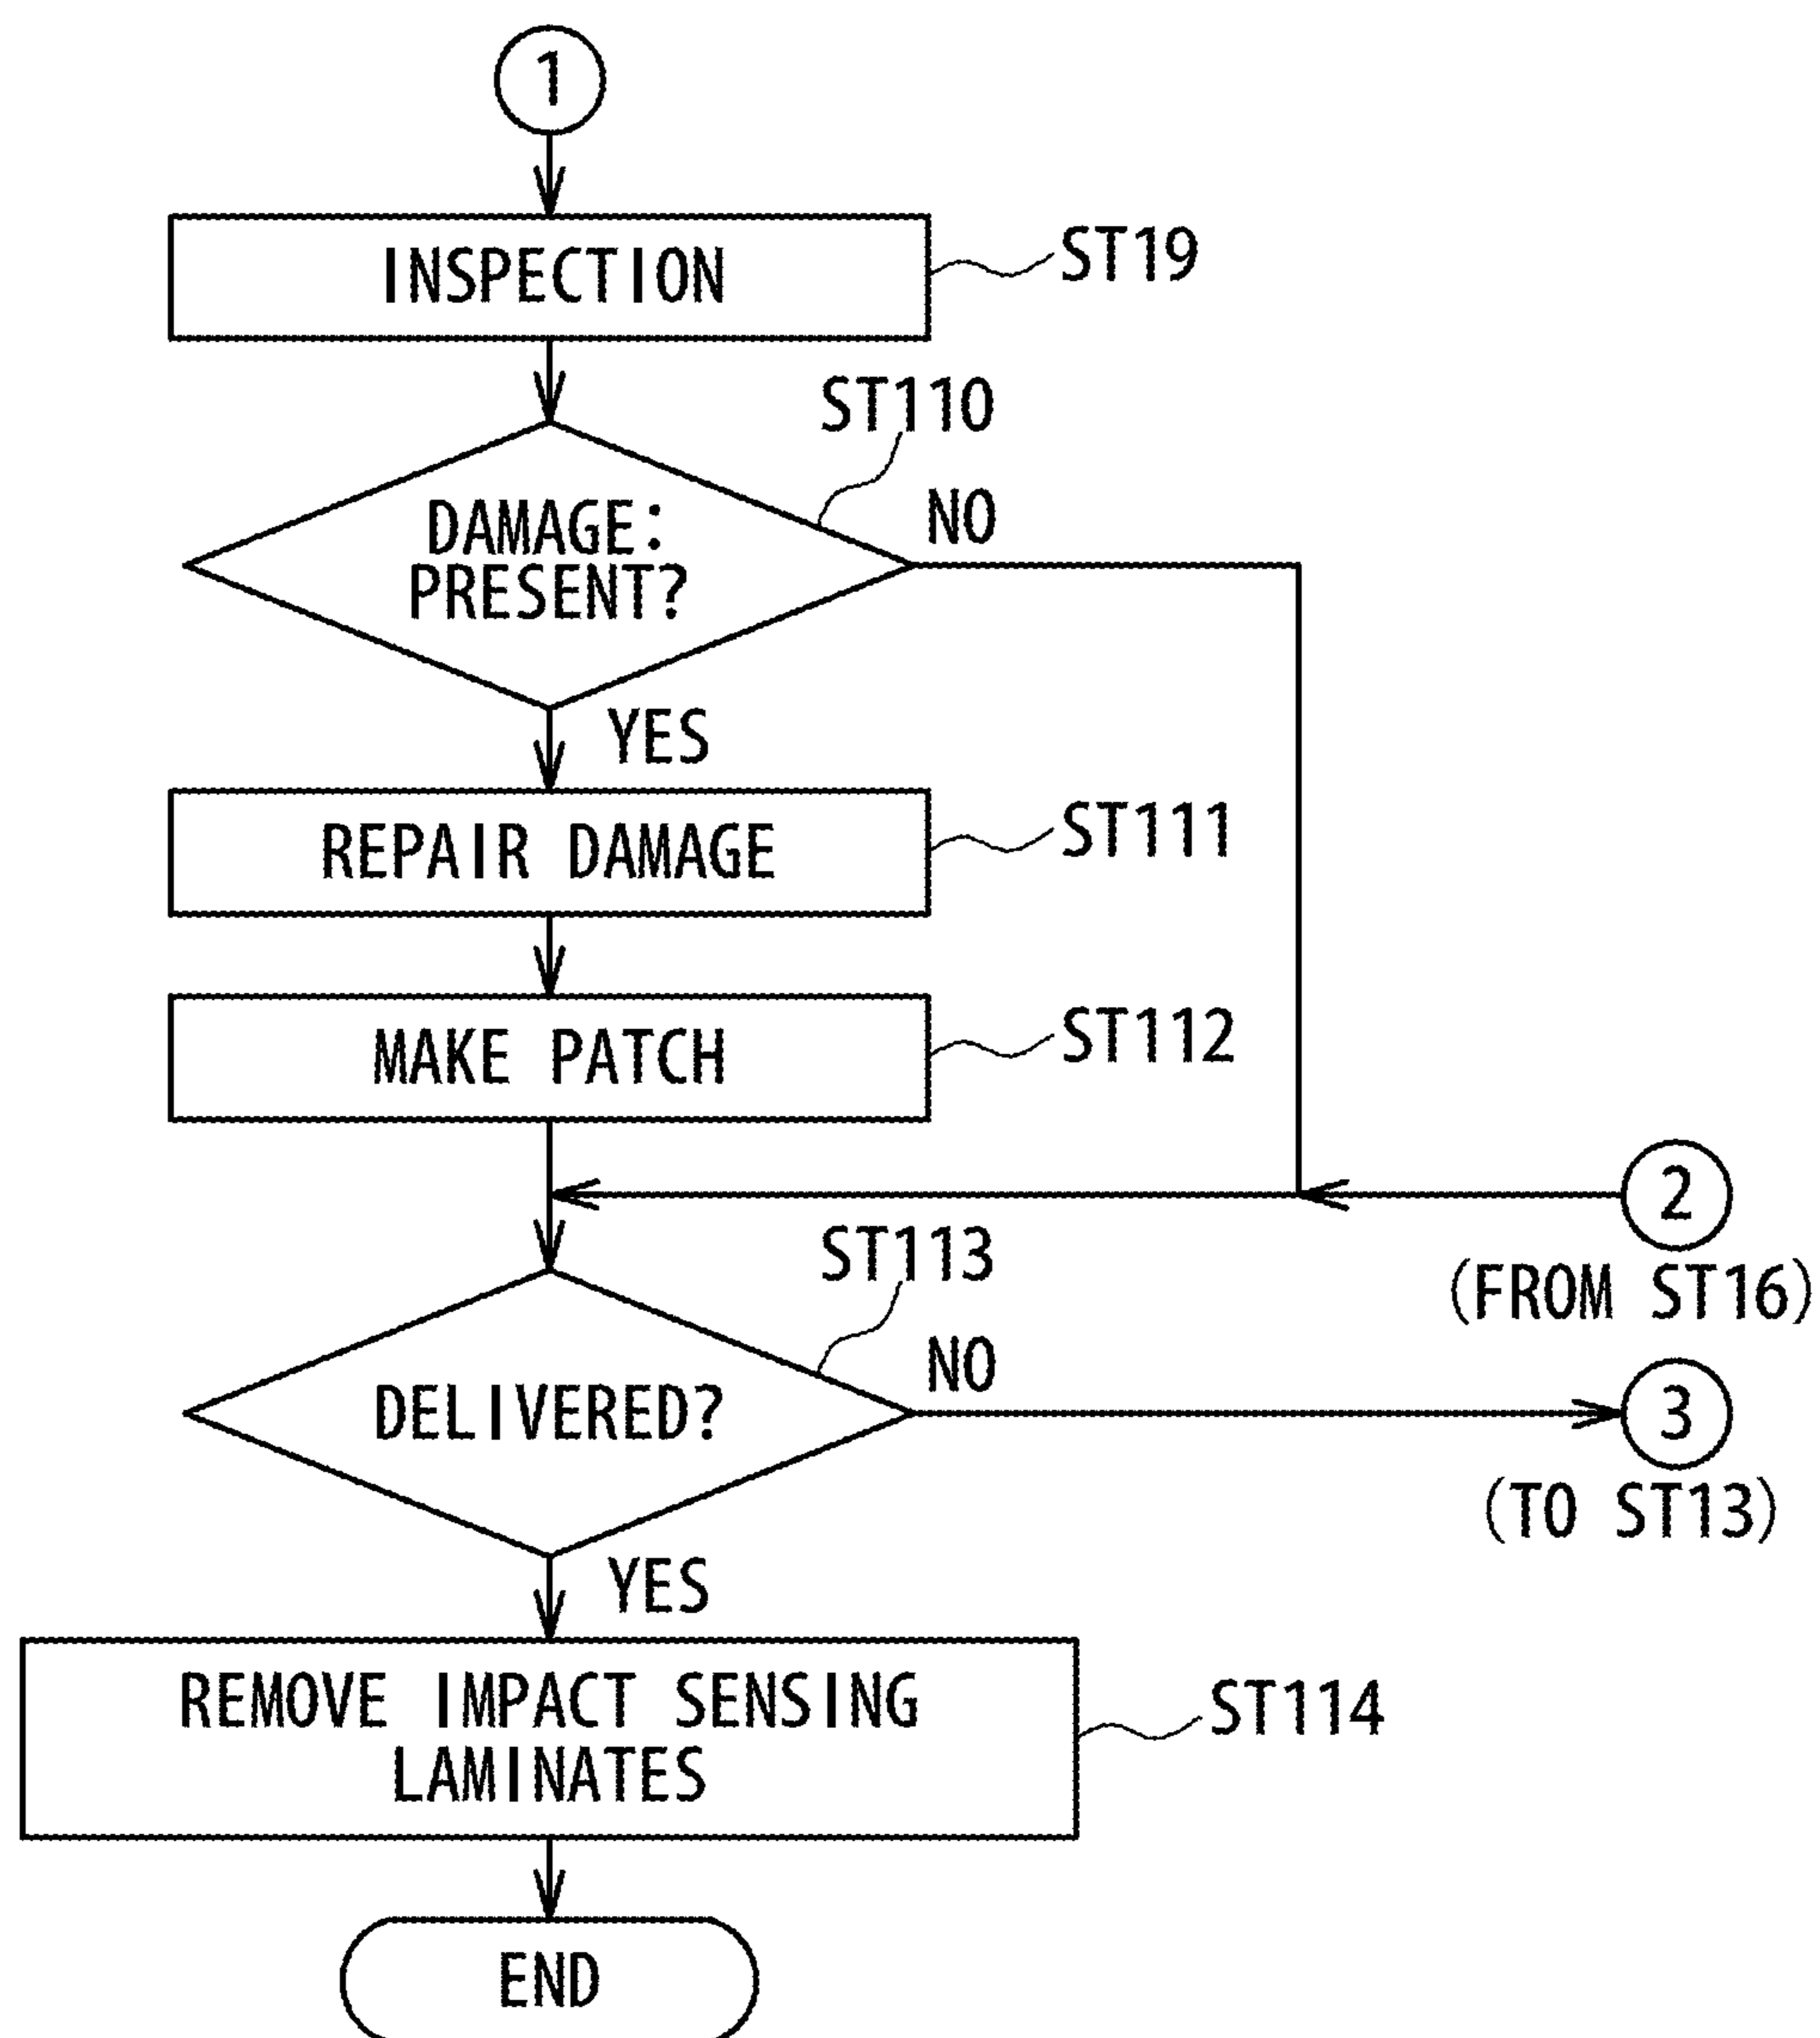 1
INSPECTION
ST19
ST110
DAMAGE:
PRESENT?
NO
YES
REPAIR DAMAGE
ST111
MAKE PATCH
ST112
2
(FROM ST16)
ST113
DELIVERED?
NO
3
(TO ST13)
YES
REMOVE IMPACT SENSING
LAMINATES
ST114
END